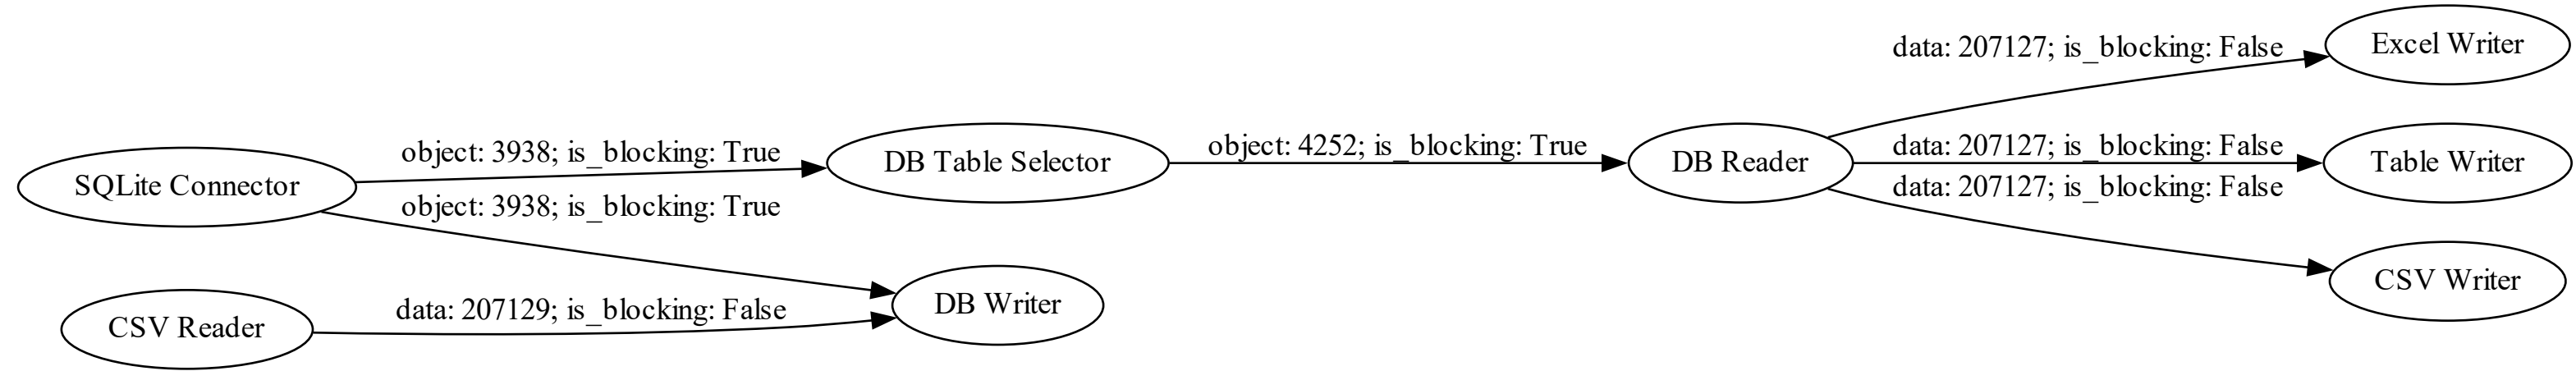 SQLite Connector
object: 3938; is_blocking: True
object: 3938; is_blocking: True
CSV Reader
data: 207129; is_blocking: False
DB Table Selector
DB Writer
object: 4252; is_blocking: True
DB Reader
data: 207127; is_blocking: False
data: 207127; is_blocking: False
data: 207127; is_blocking: False
Excel Writer
Table Writer
CSV Writer